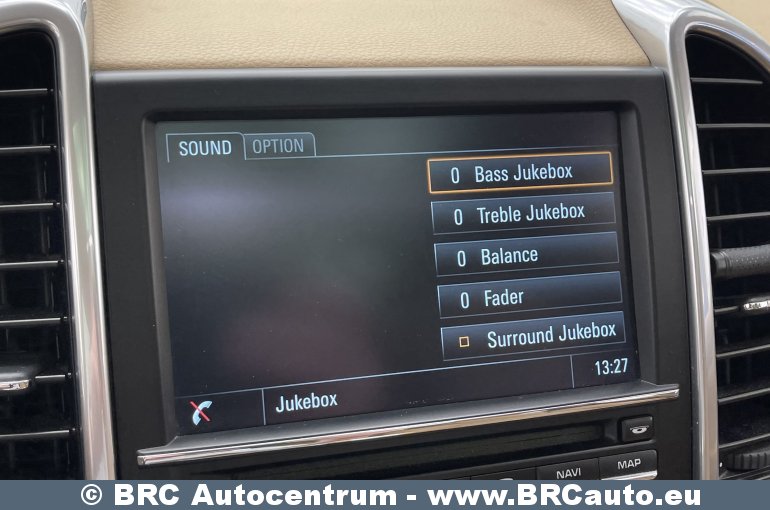 SOUND OPTION
0 Bass Jukebox
0 Treble Jukebox
0 Balance
0 Fader
Surround Jukebox
13:27
Jukebox
NAVI MAP
© BRC Autocentrum - www.BRCauto.eu